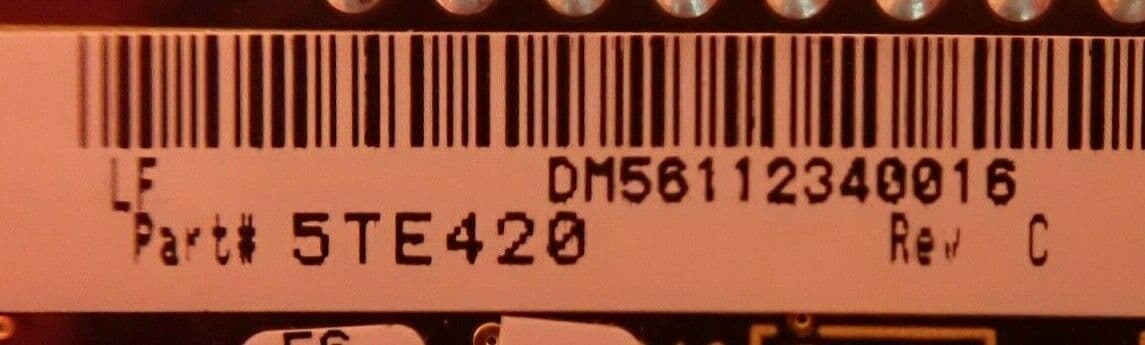 LF DM56112340016
Part# 5TE420 Rev C